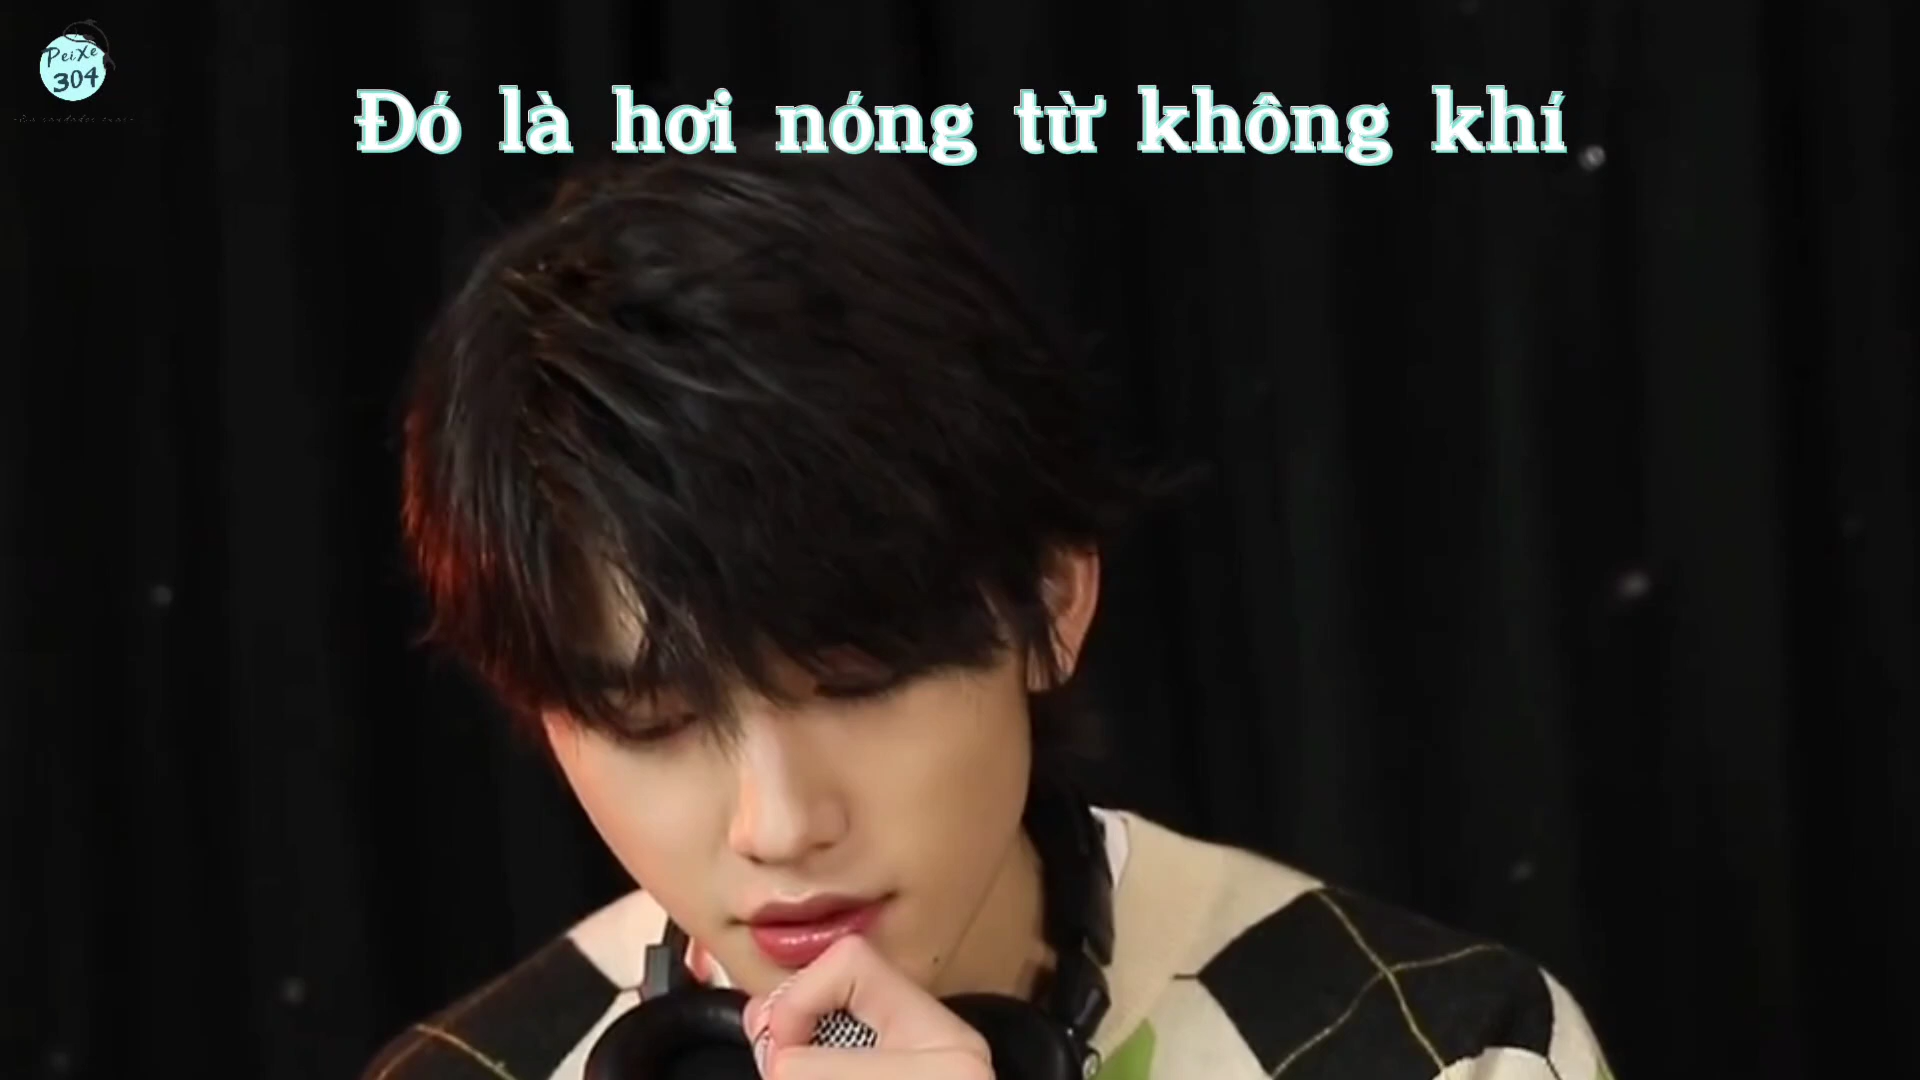 PeiXe
304
Đó là hơi nóng từ không khí